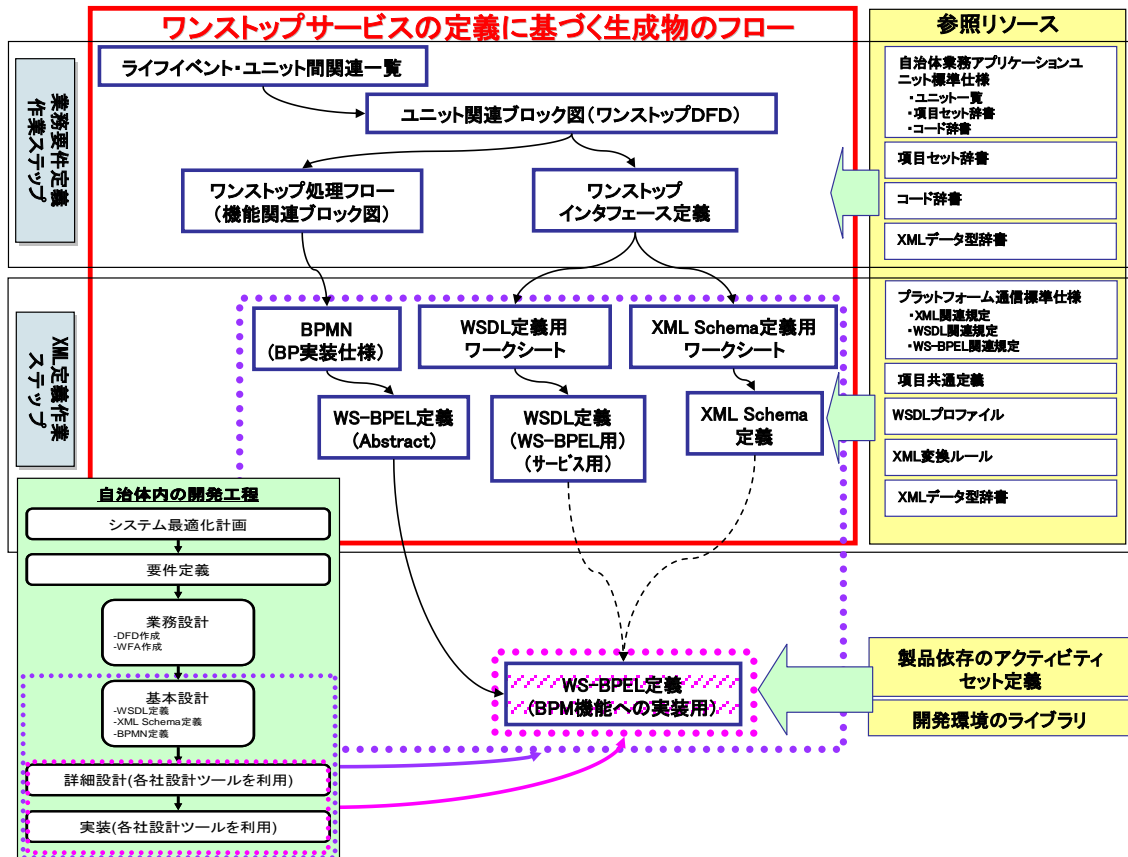 ワンストップサービスの定義に基づく生成物のフロー
参照リソース
業務要件定義
作業ステップ
ライフイベント・ユニット間関連一覧
ユニット関連ブロック図(ワンストップDFD)
ワンストップ処理フロー
(機能関連ブロック図)
ワンストップ
インタフェース定義
自治体業務アプリケーションユ
ニット標準仕様
・ユニット一覧
・項目セット辞書
・コード辞書
項目セット辞書
コード辞書
XMLデータ型辞書
XML定義作業
ステップ
BPMN
(BP実装仕様)
WSDL定義用
ワークシート
XML Schema定義用
ワークシート
WS-BPEL定義
(Abstract)
WSDL定義
(WS-BPEL用)
(サービス用)
XML Schema
定義
プラットフォーム通信標準仕様
・XML関連規定
・WSDL関連規定
・WS-BPEL関連規定
項目共通定義
WSDLプロファイル
XML変換ルール
XMLデータ型辞書
自治体内の開発工程
システム最適化計画
要件定義
業務設計
-DFD作成
-WFA作成
基本設計
-WSDL定義
-XML Schema定義
-BPMN定義
詳細設計(各社設計ツールを利用)
実装(各社設計ツールを利用)
WS-BPEL定義
(BPM機能への実装用)
製品依存のアクティビティ
セット定義
開発環境のライブラリ